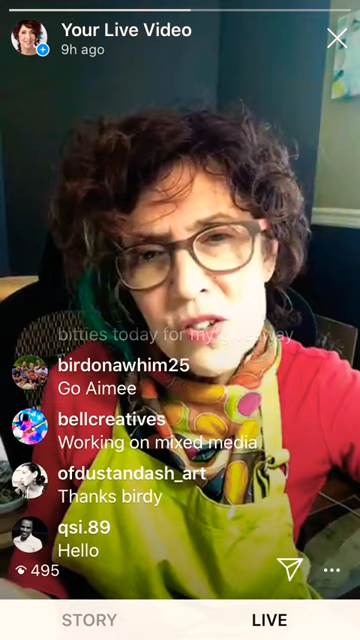 Your Live Video
9h ago
bitties today for my giveaway
birdonawhim25
Go Aimee
bellcreatives
Working on mixed media
ofdustandash_art
Thanks birdy
qsi.89
Hello
495
STORY
LIVE